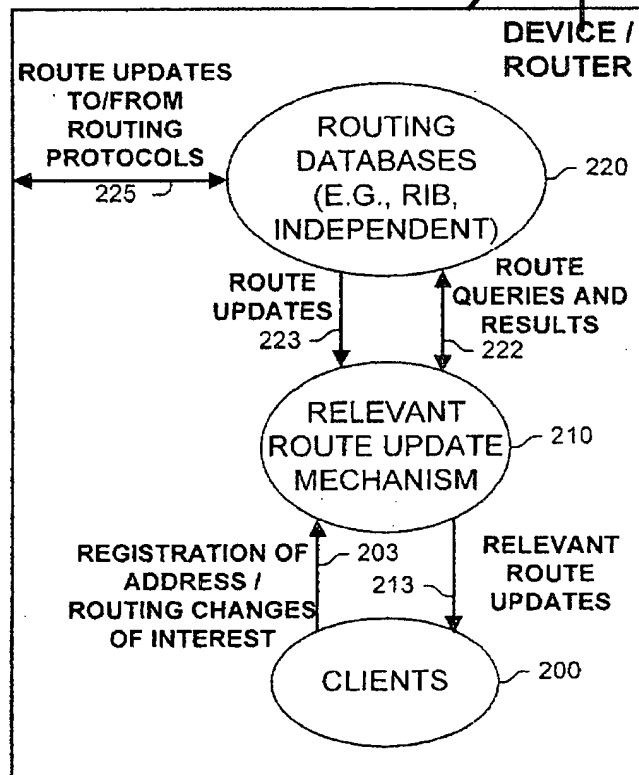 DEVICE /
ROUTER
ROUTE UPDATES
TO/FROM
ROUTING
PROTOCOLS
225
ROUTING
DATABASES
(E.G., RIB,
INDEPENDENT)
220
ROUTE
UPDATES
223
ROUTE
QUERIES AND
RESULTS
222
RELEVANT
ROUTE UPDATE
MECHANISM
210
REGISTRATION OF
ADDRESS /
ROUTING CHANGES
OF INTEREST
203
213
RELEVANT
ROUTE
UPDATES
CLIENTS
200